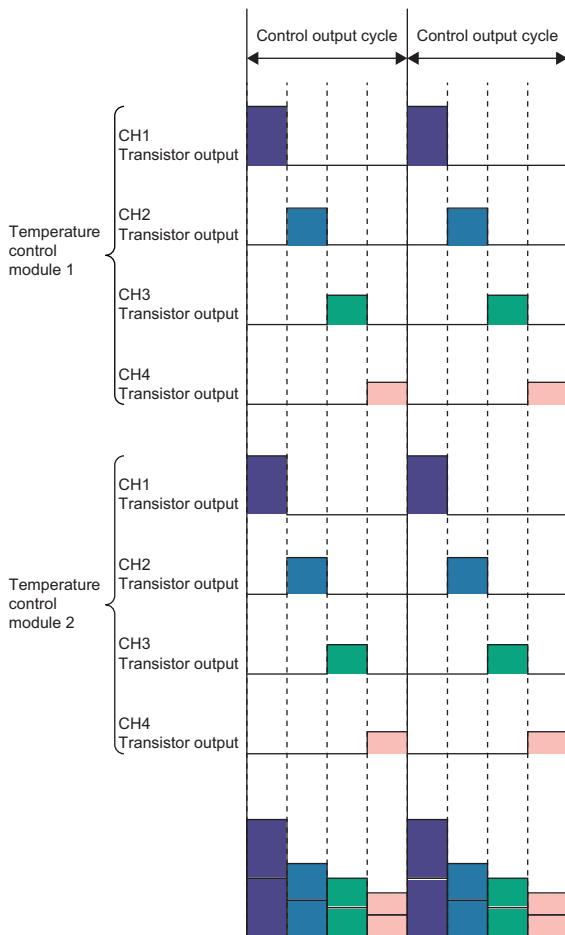 Control output cycle
Control output cycle
Temperature
control
module 1
CH1
Transistor output
CH2
Transistor output
CH3
Transistor output
CH4
Transistor output
Temperature
control
module 2
CH1
Transistor output
CH2
Transistor output
CH3
Transistor output
CH4
Transistor output